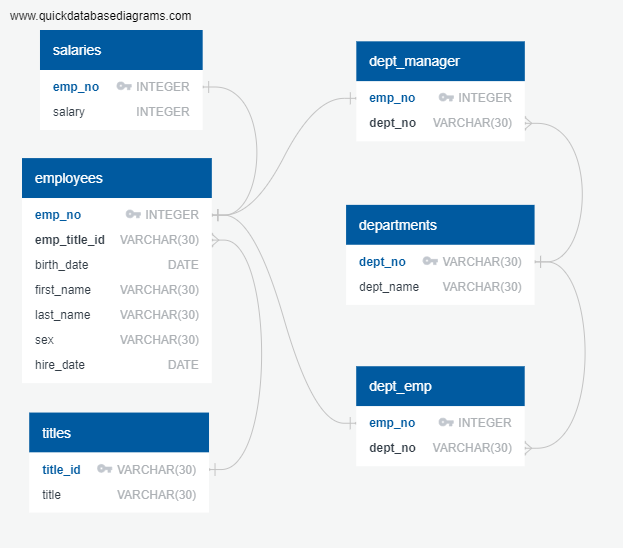 www.quickdatabasediagrams.com
salaries
emp_no INTEGER
salary INTEGER
employees
emp_no INTEGER
emp_title_id VARCHAR(30)
birth_date DATE
first_name VARCHAR(30)
last_name VARCHAR(30)
sex VARCHAR(30)
hire_date DATE
titles
title_id VARCHAR(30)
title VARCHAR(30)
dept_manager
emp_no INTEGER
dept_no VARCHAR(30)
departments
dept_no VARCHAR(30)
dept_name VARCHAR(30)
dept_emp
emp_no INTEGER
dept_no VARCHAR(30)